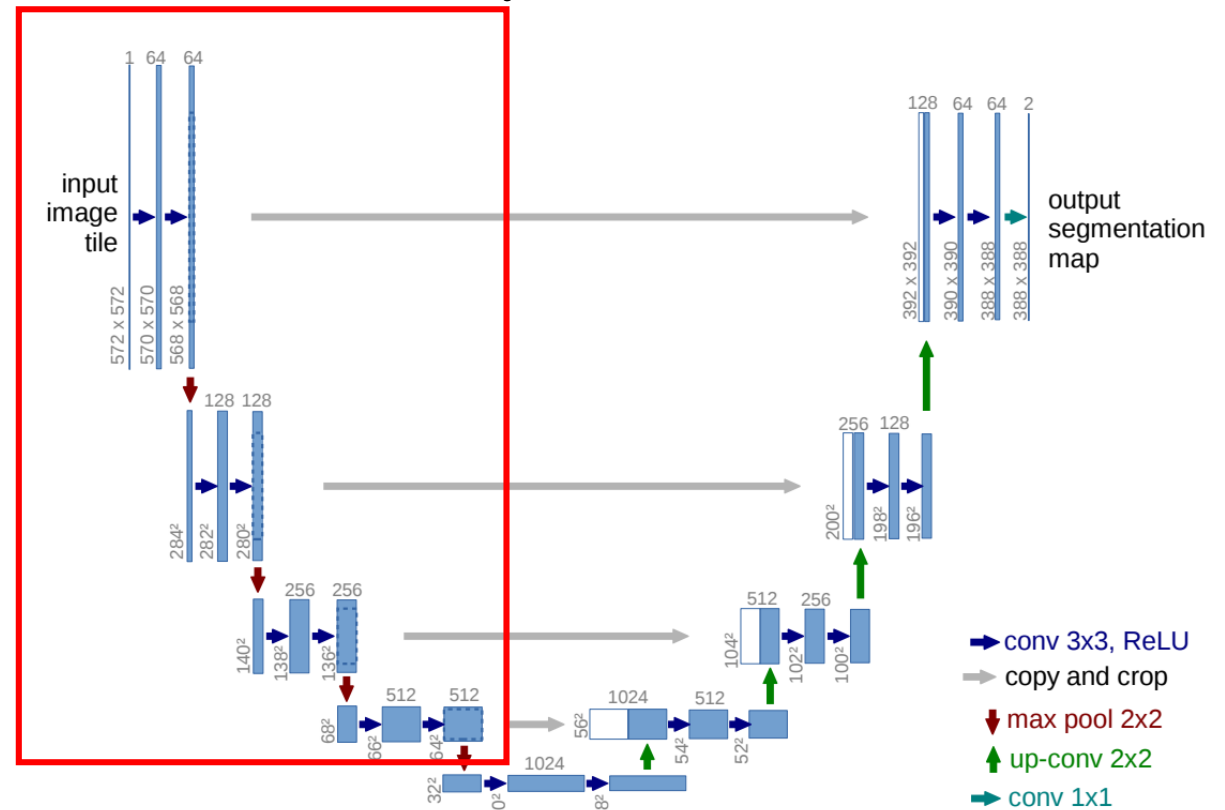 1 64 64
input
image
tile
572 x 572
570 x 570
568 x 568
128 128
284²
282²
280²
256 256
140²
138²
136²
512 512
68²
66²
64²
1024
32²
0²
8²
1024 512
56²
54²
52²
512 256
104²
102²
100²
256 128
200²
198²
196²
128 64 64 2
392 x 392
390 x 390
388 x 388
388 x 388
output
segmentation
map
conv 3x3, ReLU
copy and crop
max pool 2x2
up-conv 2x2
conv 1x1